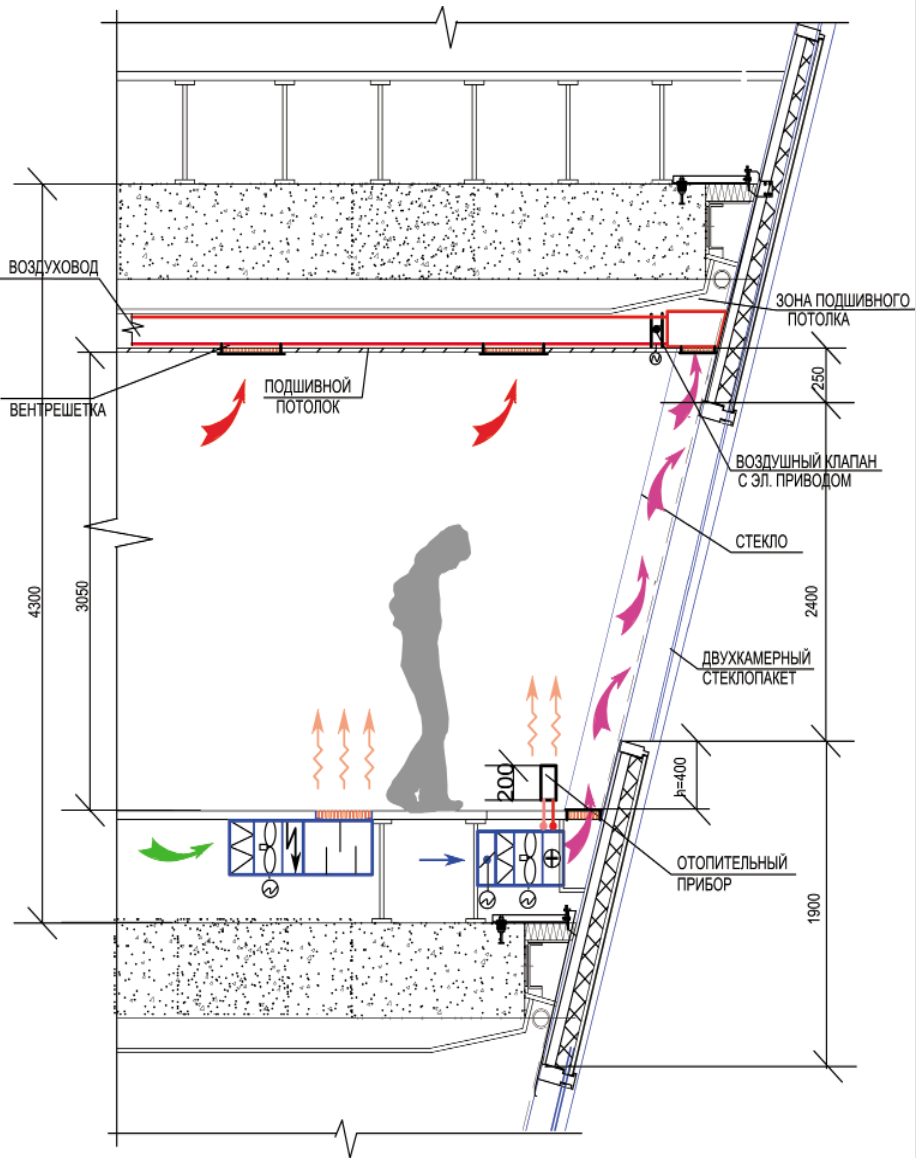 ВОЗДУХОВОД
ЗОНА ПОДШИВНОГО
ПОТОЛКА
ПОДШИВНОЙ
ПОТОЛОК
ВЕНТРЕШЕТКА
250
ВОЗДУШНЫЙ КЛАПАН
С ЭЛ. ПРИВОДОМ
СТЕКЛО
4300
3050
2400
ДВУХКАМЕРНЫЙ
СТЕКЛОПАКЕТ
200
h=400
ОТОПИТЕЛЬНЫЙ
ПРИБОР
1900